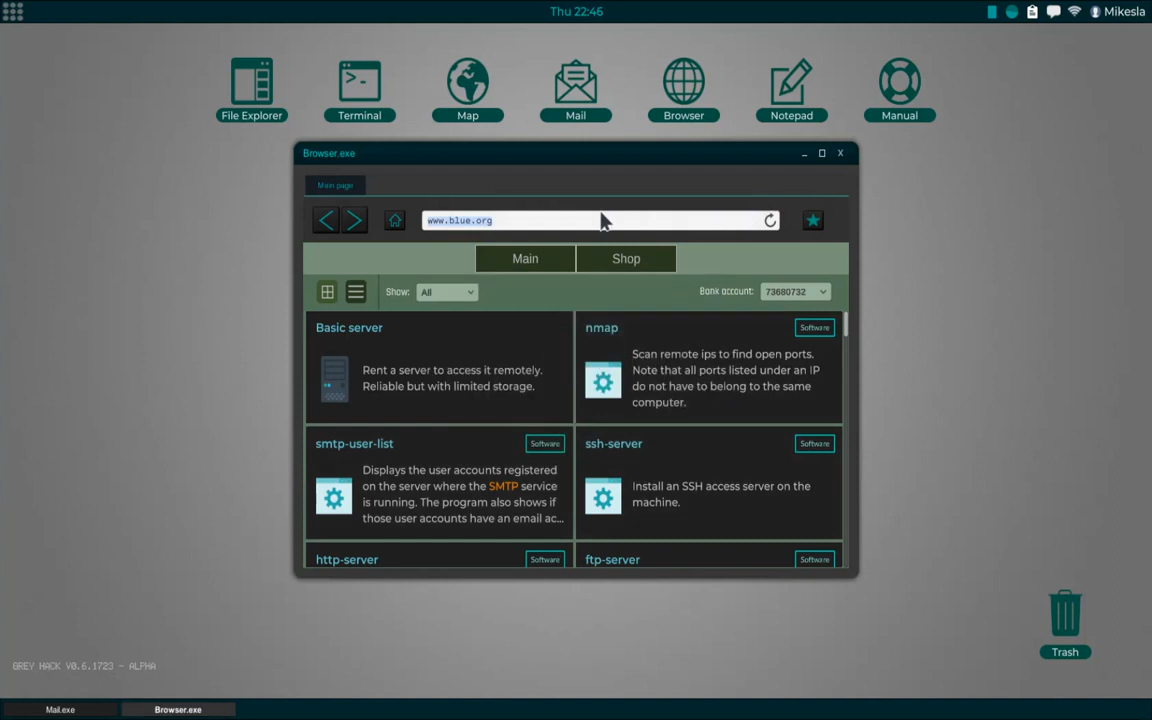 Thu 22:46
Mikesla
File Explorer
Terminal
Map
Mail
Browser
Notepad
Manual
Browser.exe
X
Main page
www.blue.org
Main
Shop
Show:
All
Bank account:
73680732
Basic server
Rent a server to access it remotely.
Reliable but with limited storage.
nmap
Software
Scan remote ips to find open ports.
Note that all ports listed under an IP
do not have to belong to the same
computer.
smtp-user-list
Software
Displays the user accounts registered
on the server where the SMTP service
is running. The program also shows if
those user accounts have an email ac...
ssh-server
Software
Install an SSH access server on the
machine.
http-server
Software
ftp-server
Software
Trash
GREY HACK V0.6.1723 - ALPHA
Mail.exe
Browser.exe